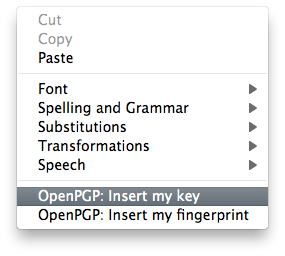 Cut
Copy
Paste
Font
Spelling and Grammar
Substitutions
Transformations
Speech
OpenPGP: Insert my key
OpenPGP: Insert my fingerprint